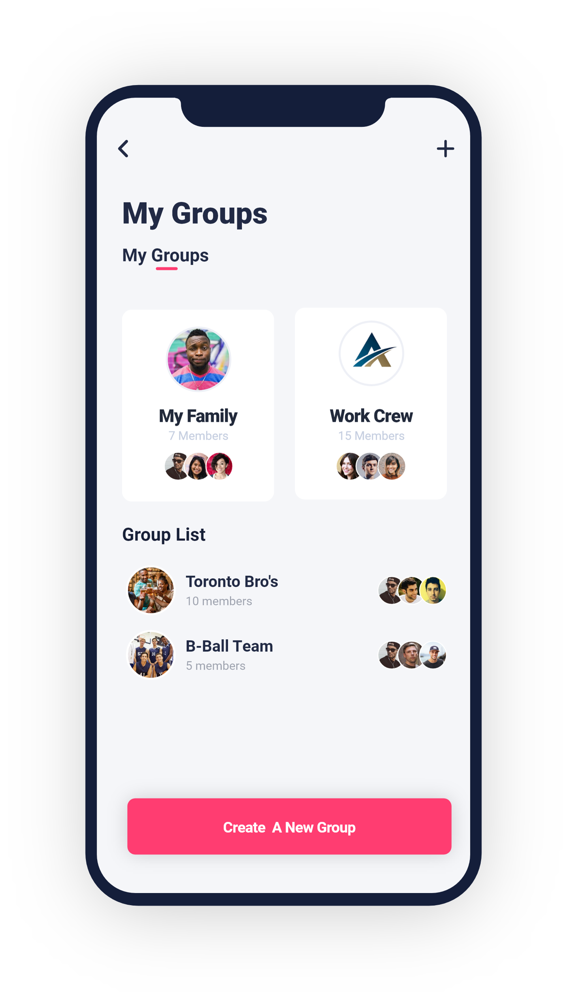 My Groups
My Groups
My Family
7 Members
Work Crew
15 Members
Group List
Toronto Bro's
10 members
B-Ball Team
5 members
Create  A New Group